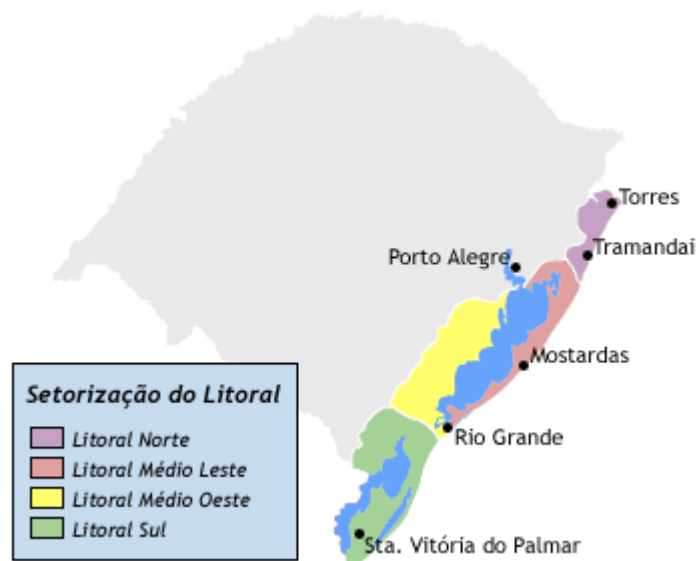 Torres
Tramandai
Porto Alegre
Mostardas
Rio Grande
Sta. Vitória do Palmar
Setorização do Litoral
Litoral Norte
Litoral Médio Leste
Litoral Médio Oeste
Litoral Sul